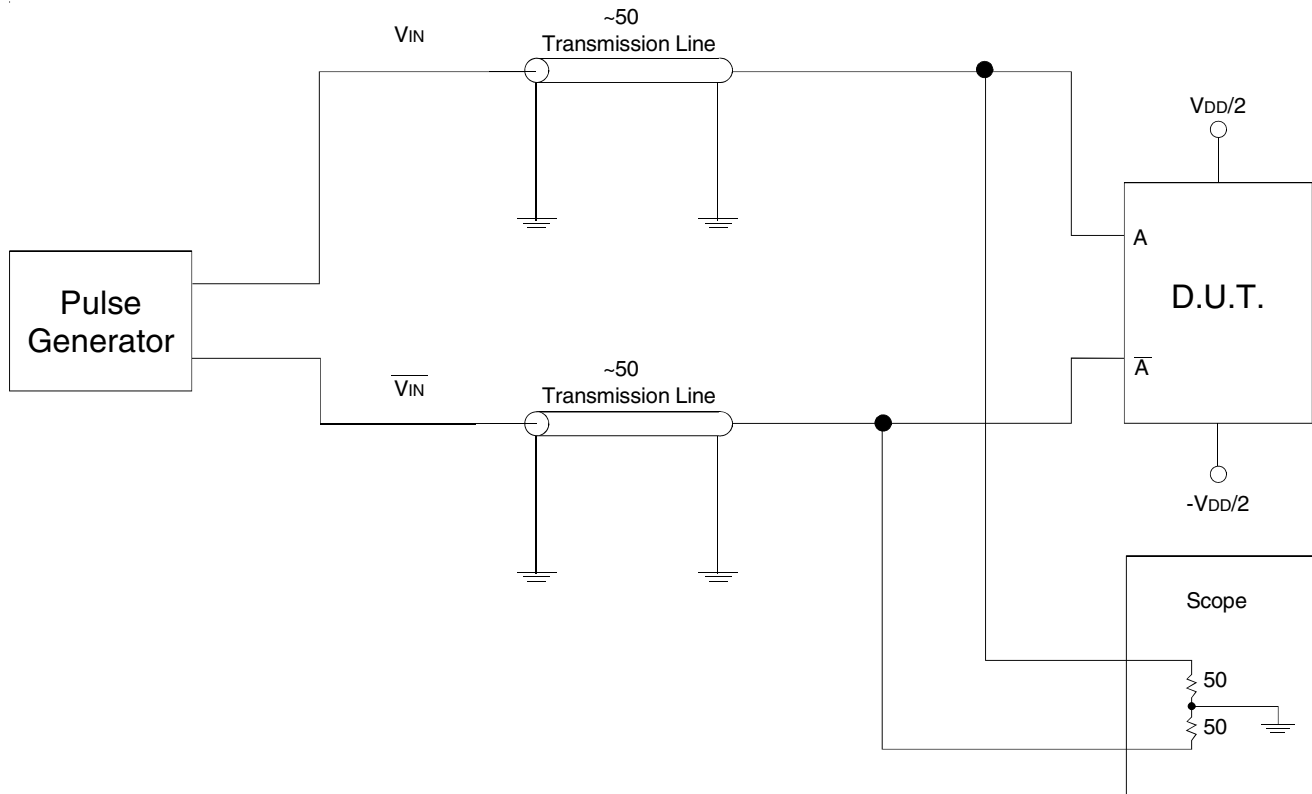 ~50
VIN
Transmission Line
VDD/2
A
Pulse
Generator
D.U.T.
~50
VIN
Transmission Line
A
-VDD/2
Scope
50
50